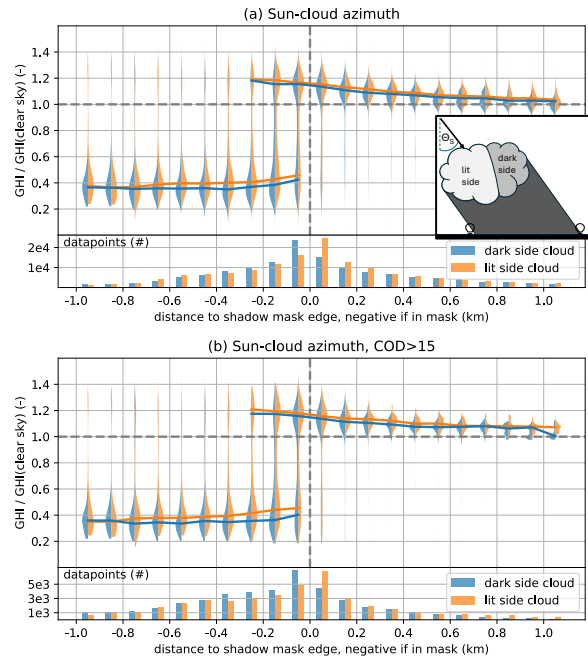 (a) Sun-cloud azimuth
GHI / GHI(clear sky) (-)
1.4
1.2
1.0
0.8
0.6
0.4
0.2
Θs
lit
side
dark
side
datapoints (#)
2e4
1e4
dark side cloud
lit side cloud
-1.0 -0.8 -0.6 -0.4 -0.2 0.0 0.2 0.4 0.6 0.8 1.0
distance to shadow mask edge, negative if in mask (km)
(b) Sun-cloud azimuth, COD>15
GHI / GHI(clear sky) (-)
1.4
1.2
1.0
0.8
0.6
0.4
0.2
datapoints (#)
5e3
3e3
1e3
dark side cloud
lit side cloud
-1.0 -0.8 -0.6 -0.4 -0.2 0.0 0.2 0.4 0.6 0.8 1.0
distance to shadow mask edge, negative if in mask (km)